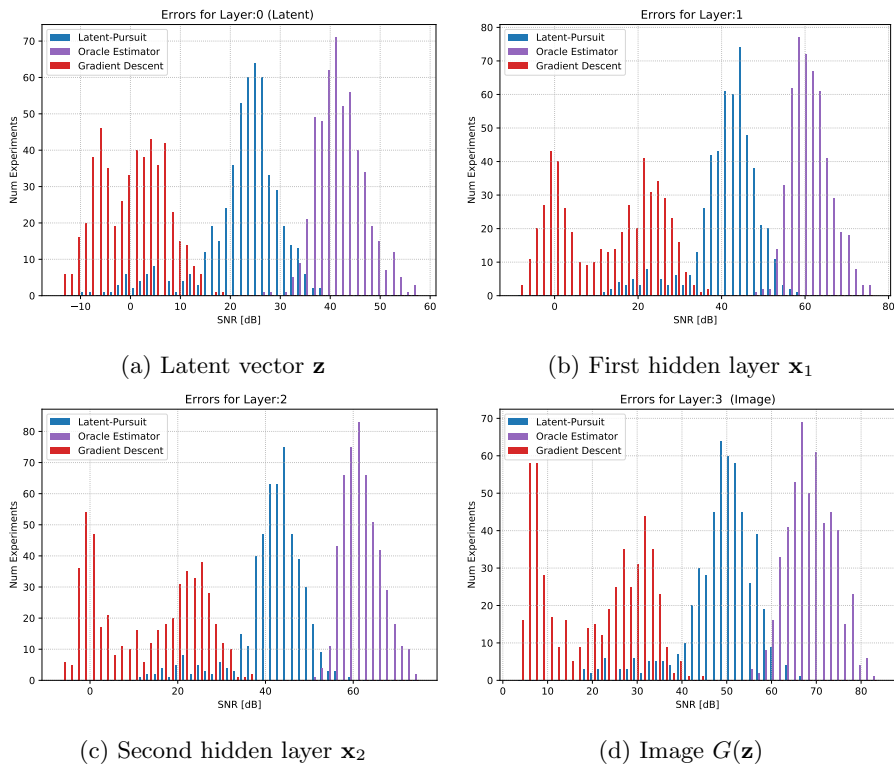 Errors for Layer:0 (Latent)
Latent-Pursuit
Oracle Estimator
Gradient Descent
Num Experiments
0
10
20
30
40
50
60
70
−10
0
10
20
30
40
50
60
SNR [dB]
(a) Latent vector z
Errors for Layer:1
Latent-Pursuit
Oracle Estimator
Gradient Descent
Num Experiments
0
10
20
30
40
50
60
70
80
0
20
40
60
80
SNR [dB]
(b) First hidden layer x₁
Errors for Layer:2
Latent-Pursuit
Oracle Estimator
Gradient Descent
Num Experiments
0
10
20
30
40
50
60
70
80
0
20
40
60
SNR [dB]
(c) Second hidden layer x₂
Errors for Layer:3 (Image)
Latent-Pursuit
Oracle Estimator
Gradient Descent
Num Experiments
0
10
20
30
40
50
60
70
0
10
20
30
40
50
60
70
80
SNR [dB]
(d) Image G(z)